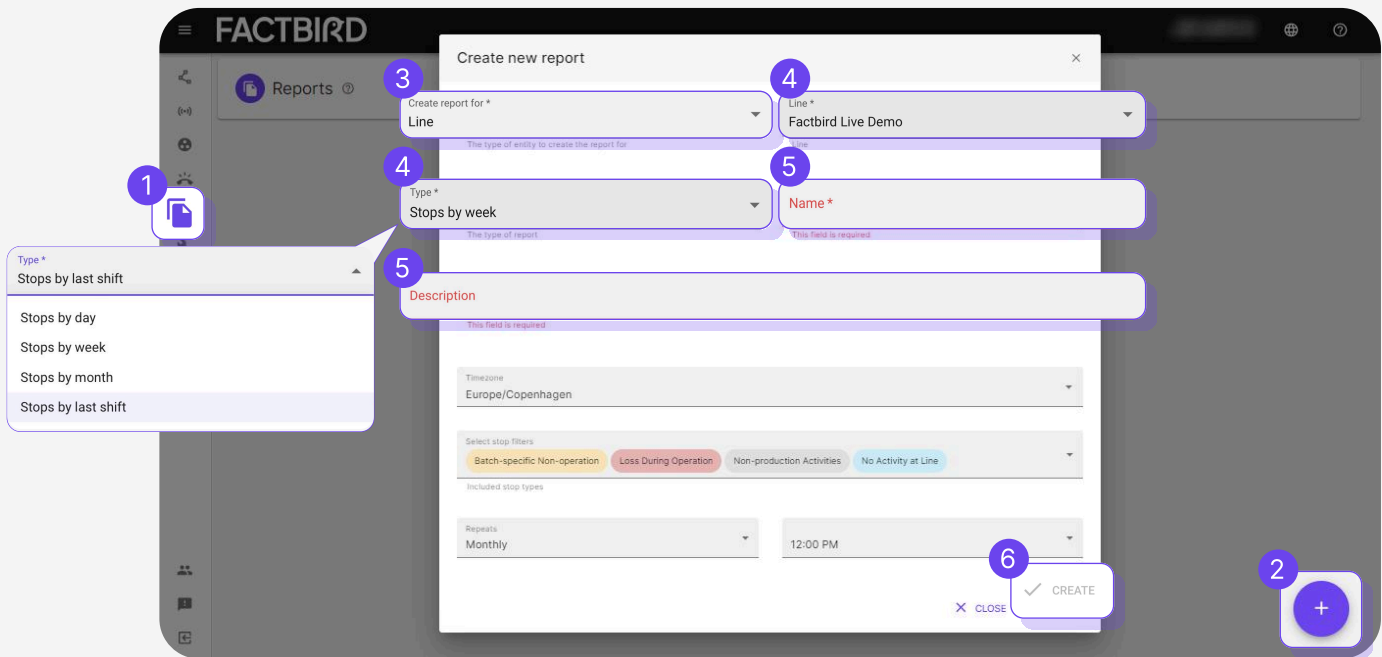 FACTBIRD
Reports
Create new report
3
4
Create report for *
Line
Line *
Factbird Live Demo
The type of entity to create the report for
Line
4
5
1
Type *
Stops by week
Name *
The type of report
This field is required
Type *
Stops by last shift
Stops by day
Stops by week
Stops by month
Stops by last shift
5
Description
This field is required
Timezone
Europe/Copenhagen
Select stop filters
Batch-specific Non-operation
Loss During Operation
Non-production Activities
No Activity at Line
Included stop types
Repeats
Monthly
12:00 PM
6
2
CLOSE
CREATE